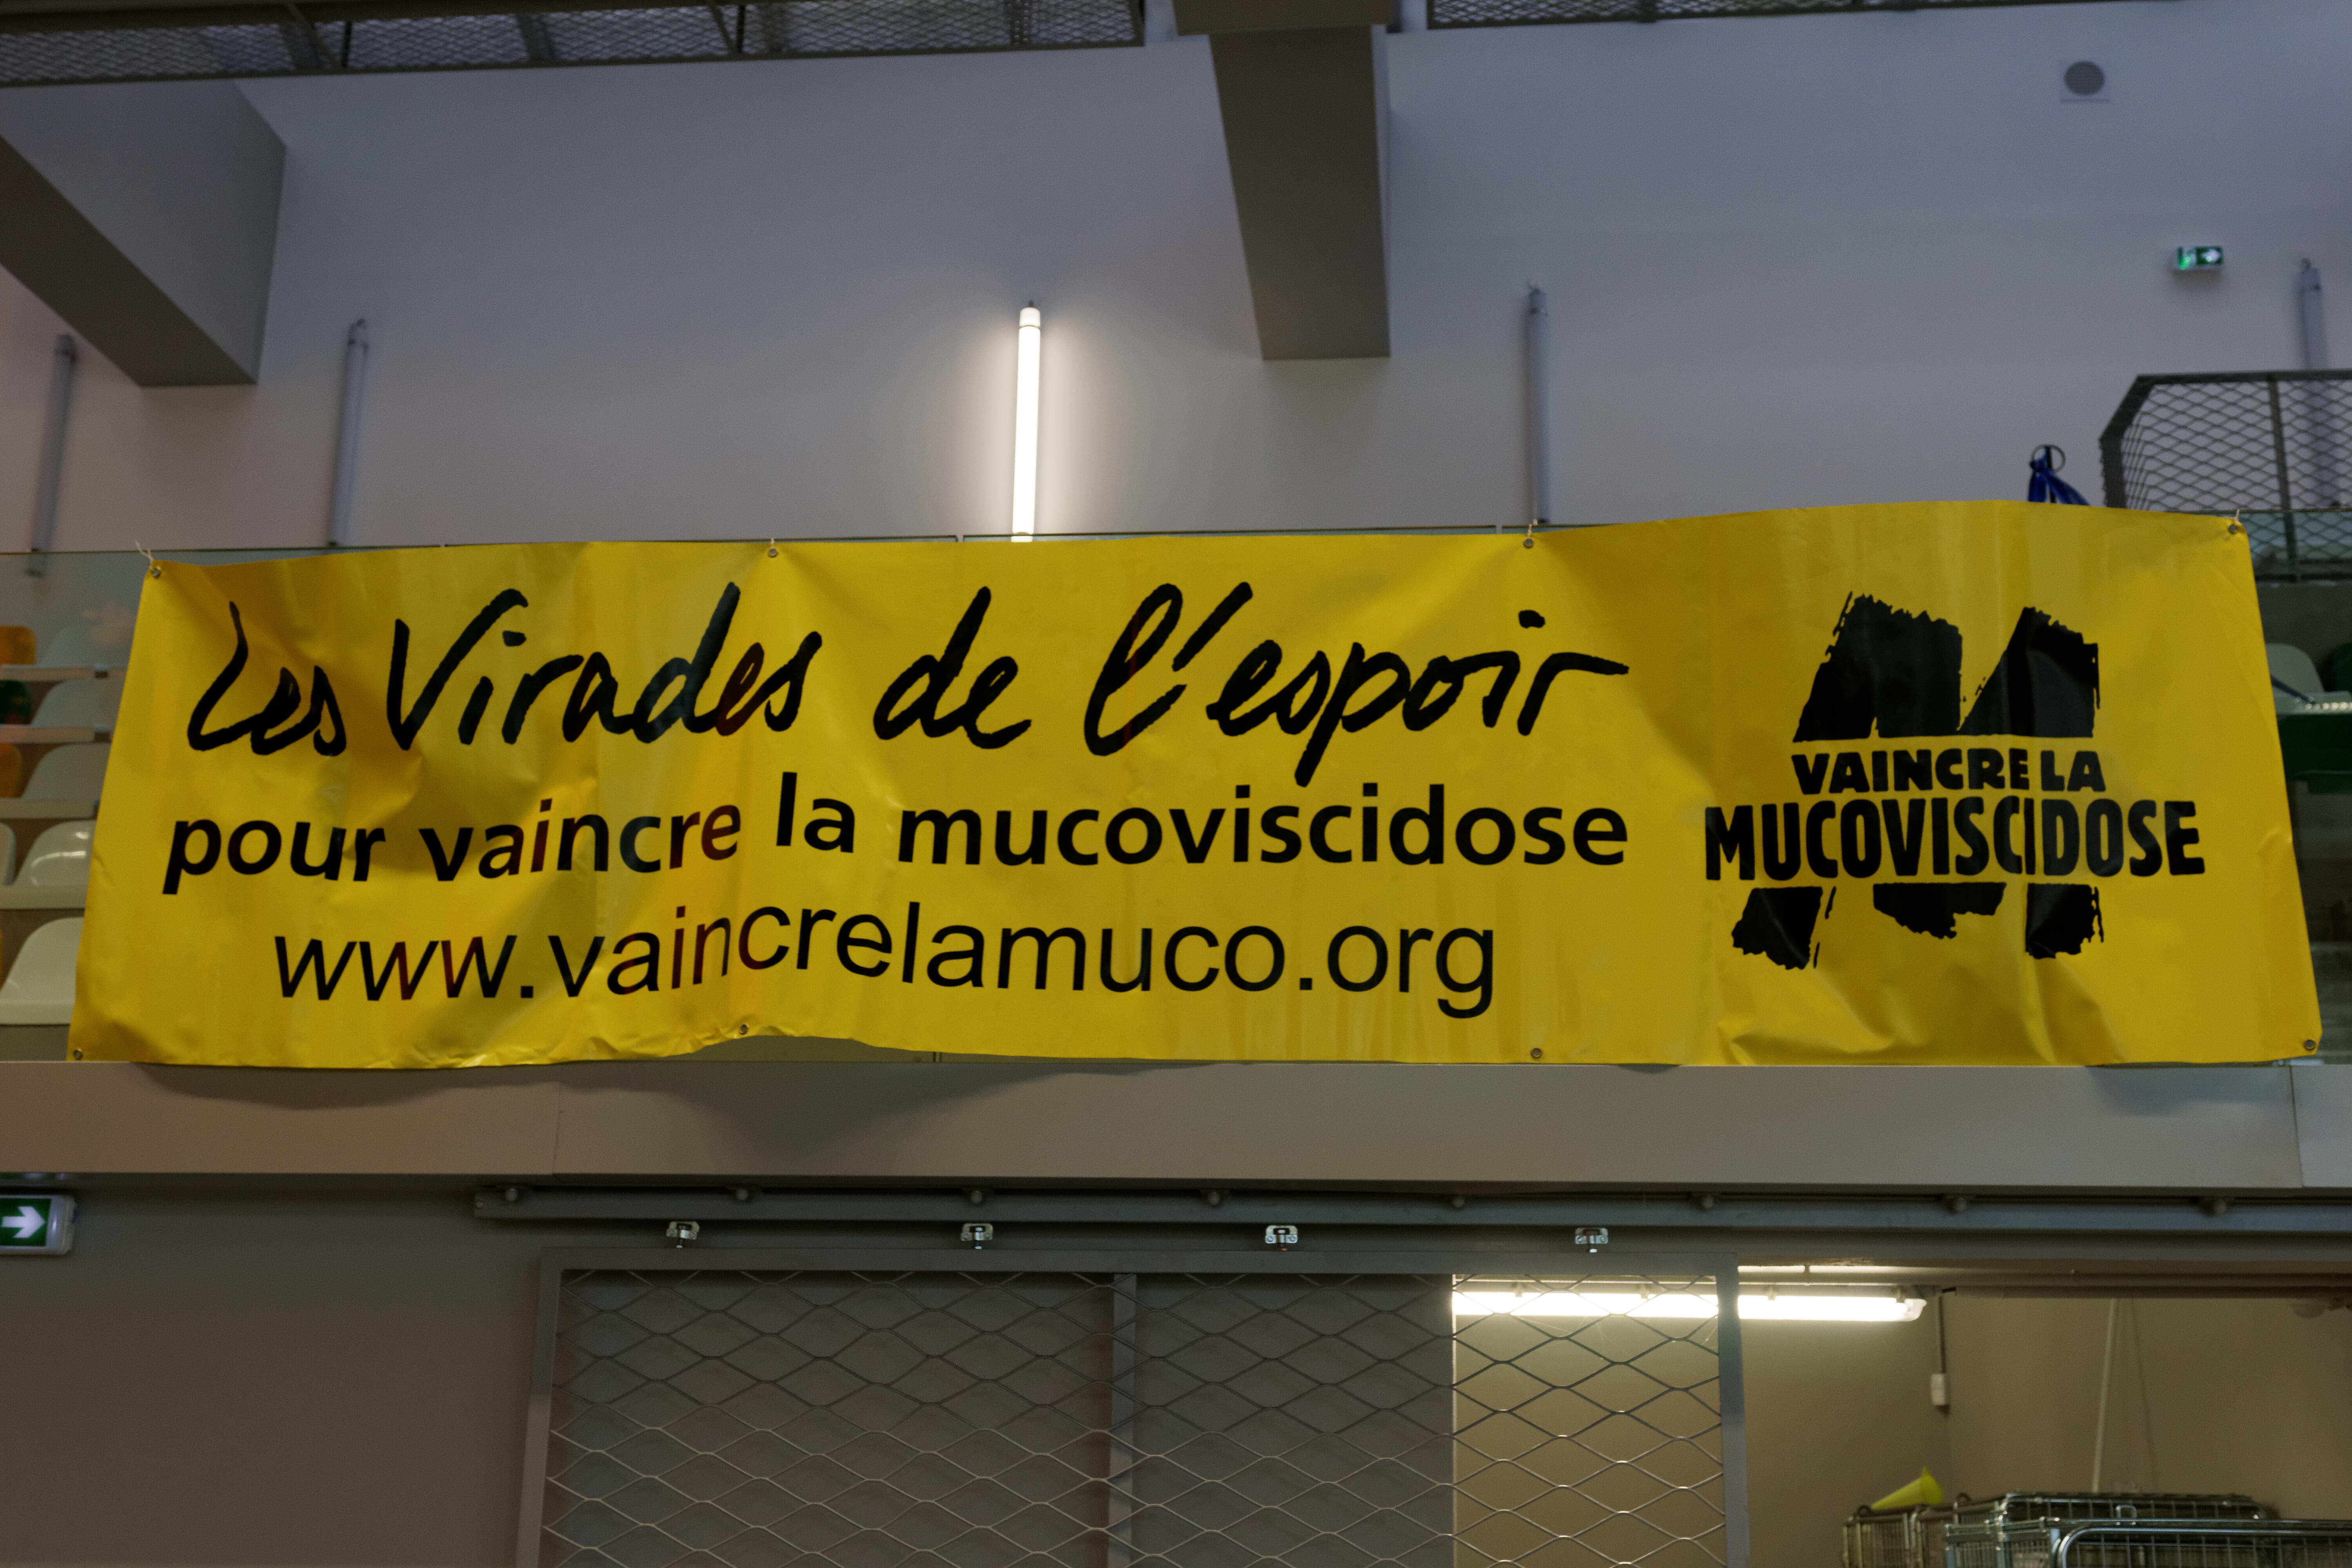 Les Virades de l'espoir
pour vaincre la mucoviscidose
www.vaincrelamuco.org
VAINCRE LA
MUCOVISCIDOSE